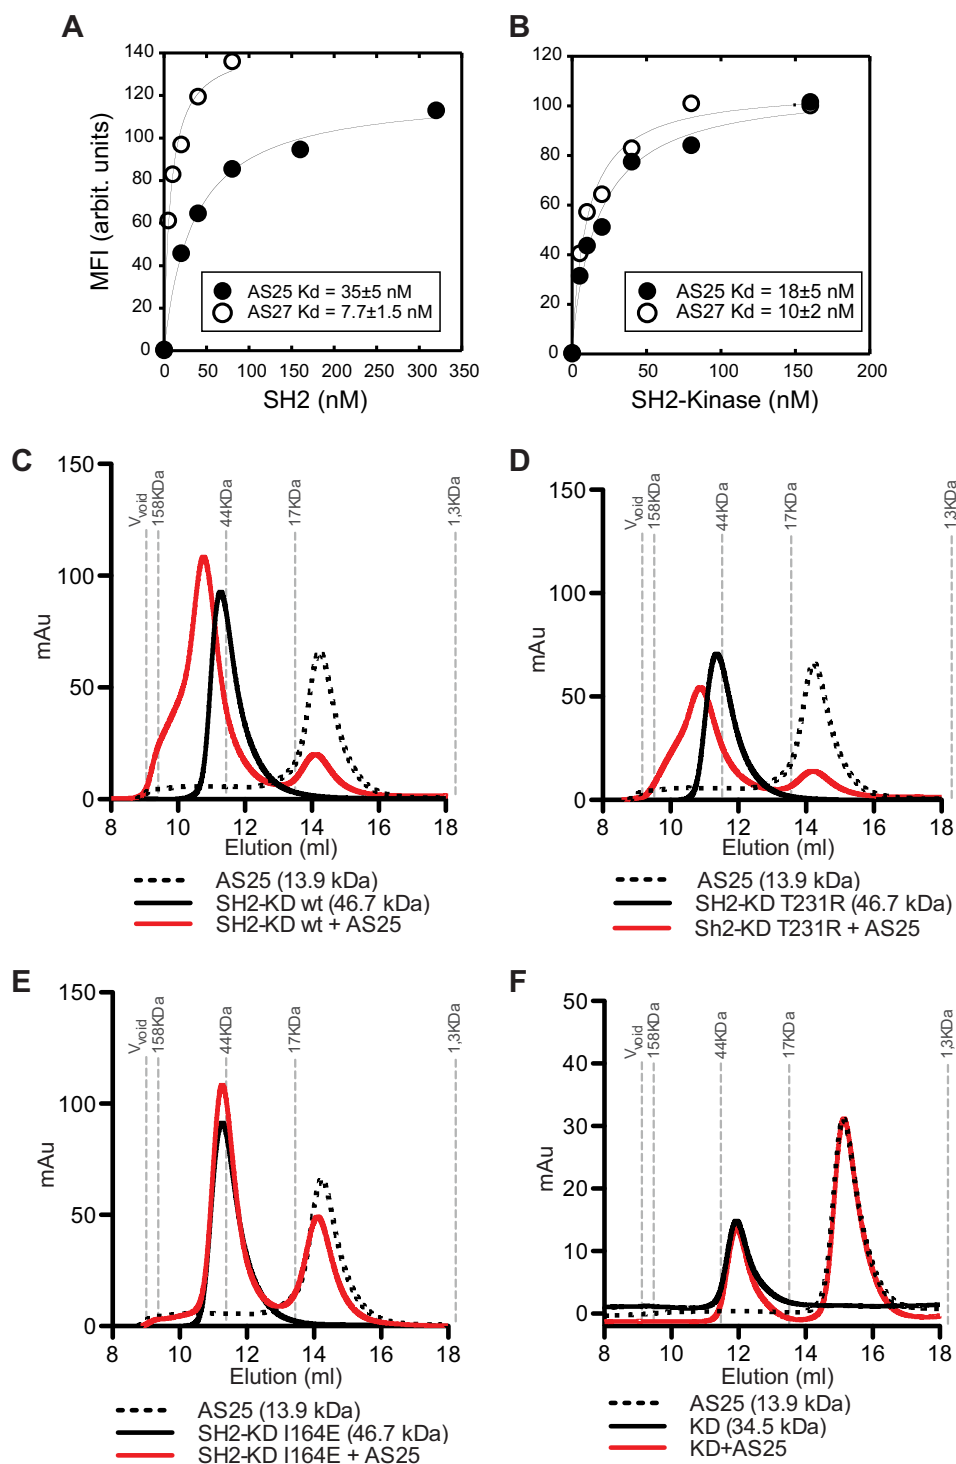 A
B
MFI (arbit. units)
140
120
100
80
60
40
20
0
0 50 100 150 200 250 300 350
SH2 (nM)
AS25 Kd = 35±5 nM
AS27 Kd = 7.7±1.5 nM
120
100
80
60
40
20
0
0 50 100 150 200
SH2-Kinase (nM)
AS25 Kd = 18±5 nM
AS27 Kd = 10±2 nM
C
mAu
150
100
50
0
Vvoid
158KDa
44KDa
17KDa
1,3KDa
8 10 12 14 16 18
Elution (ml)
AS25 (13.9 kDa)
SH2-KD wt (46.7 kDa)
SH2-KD wt + AS25
D
mAu
150
100
50
0
Vvoid
158KDa
44KDa
17KDa
1,3KDa
8 10 12 14 16 18
Elution (ml)
AS25 (13.9 kDa)
SH2-KD T231R (46.7 kDa)
Sh2-KD T231R + AS25
E
mAu
150
100
50
0
Vvoid
158KDa
44KDa
17KDa
1,3KDa
8 10 12 14 16 18
Elution (ml)
AS25 (13.9 kDa)
SH2-KD I164E (46.7 kDa)
SH2-KD I164E + AS25
F
mAu
50
30
20
10
0
Vvoid
158KDa
44KDa
17KDa
1,3KDa
8 10 12 14 16 18
Elution (ml)
AS25 (13.9 kDa)
KD (34.5 kDa)
KD+AS25